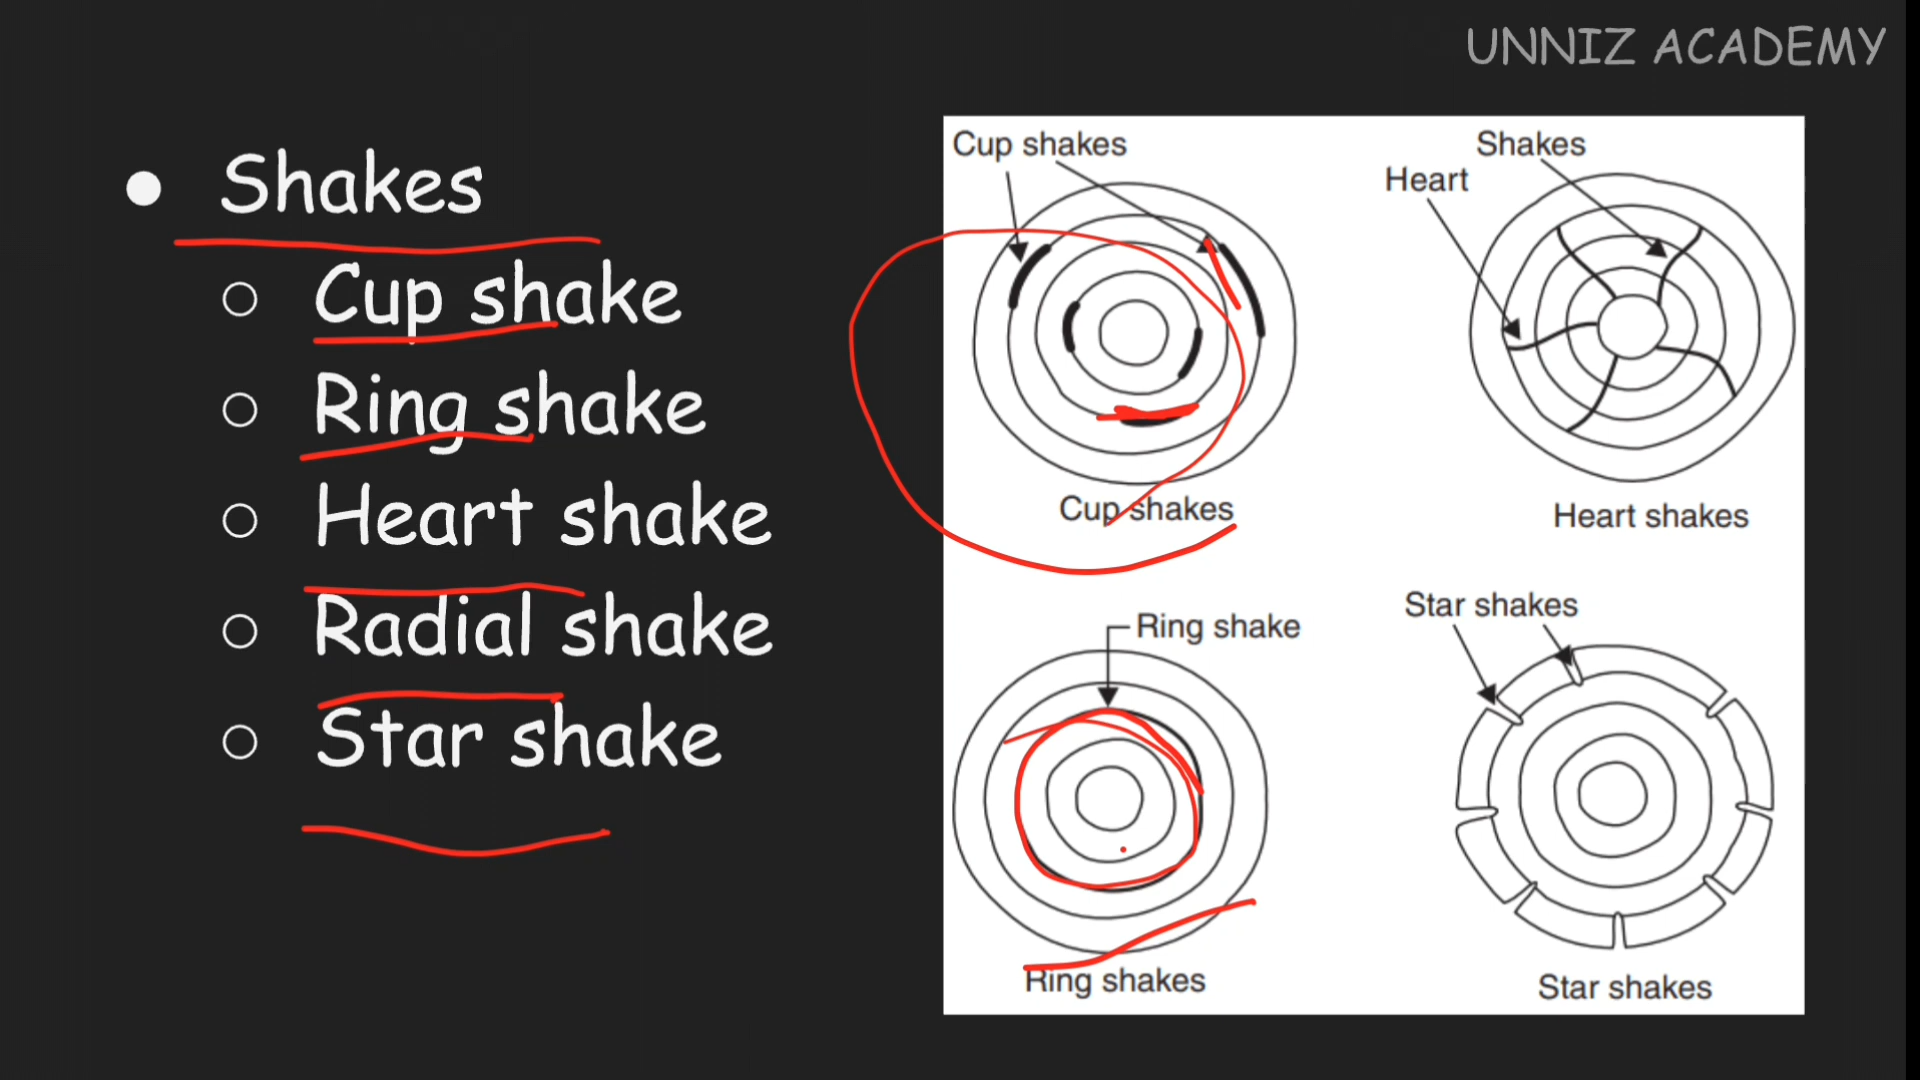 UNNIZ ACADEMY
Shakes
Cup shake
Ring shake
Heart shake
Radial shake
Star shake
Cup shakes
Shakes
Heart
Cup shakes
Heart shakes
Ring shake
Star shakes
Ring shakes
Star shakes